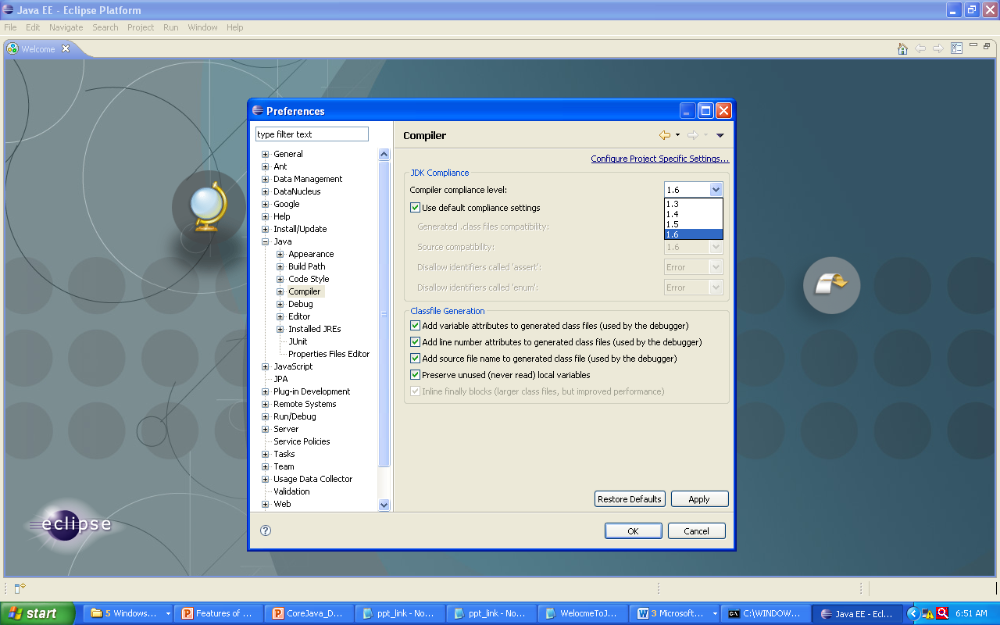 Java EE - Eclipse Platform
File Edit Navigate Search Project Run Window Help
Welcome
Preferences
type filter text
General
Ant
Data Management
DataNucleus
Google
Help
Install/Update
Java
Appearance
Build Path
Code Style
Compiler
Debug
Editor
Installed JREs
JUnit
Properties Files Editor
JavaScript
JPA
Plug-in Development
Remote Systems
Run/Debug
Server
Service Policies
Tasks
Team
Usage Data Collector
Validation
Web
Compiler
Configure Project Specific Settings...
JDK Compliance
Compiler compliance level: 1.6
1.3
1.4
1.5
1.6
Use default compliance settings
Generated .class files compatibility:
Source compatibility: 1.6
Disallow identifiers called 'assert': Error
Disallow identifiers called 'enum': Error
Classfile Generation
Add variable attributes to generated class files (used by the debugger)
Add line number attributes to generated class files (used by the debugger)
Add source file name to generated class file (used by the debugger)
Preserve unused (never read) local variables
Inline finally blocks (larger class files, but improved performance)
Restore Defaults Apply
OK Cancel
eclipse
start 5 Windows... Features of ... CoreJava_D... ppt_link - No... ppt_link - No... WelocmeToJ... 3 Microsoft... C:\WINDOW... Java EE - Ecl... 6:51 AM